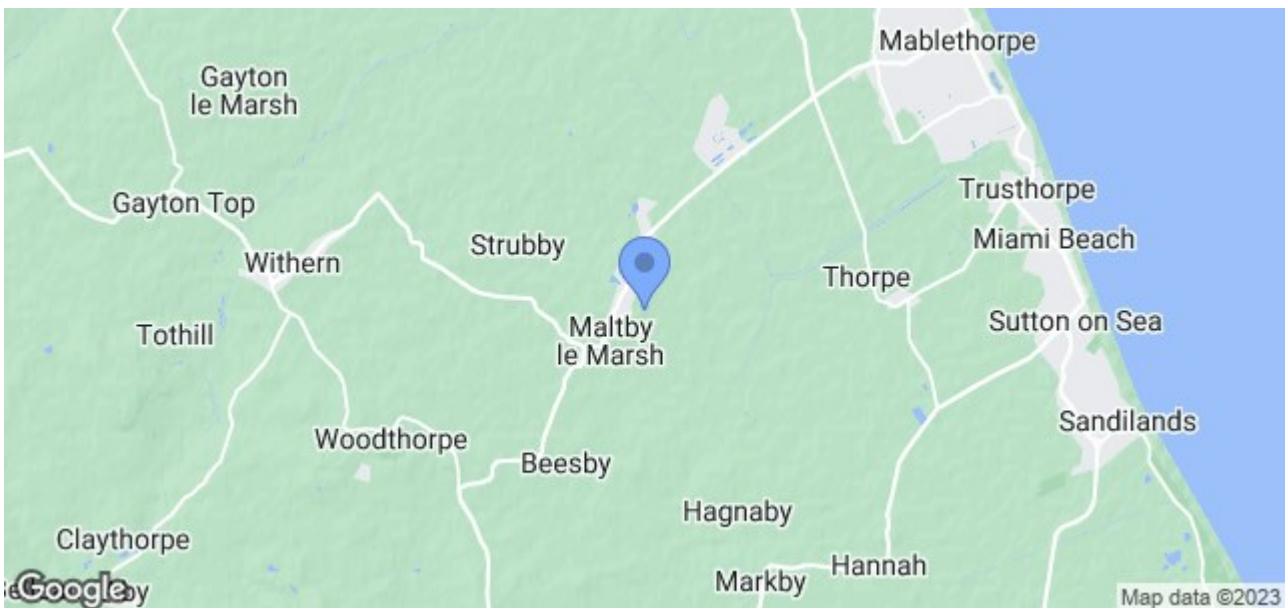 Mablethorpe
Gayton
le Marsh
Trusthorpe
Gayton Top
Strubby
Miami Beach
Withern
Thorpe
Maltby
le Marsh
Sutton on Sea
Tothill
Sandilands
Woodthorpe
Beesby
Hagnaby
Claythorpe
Hannah
Markby
Google
Map data ©2023